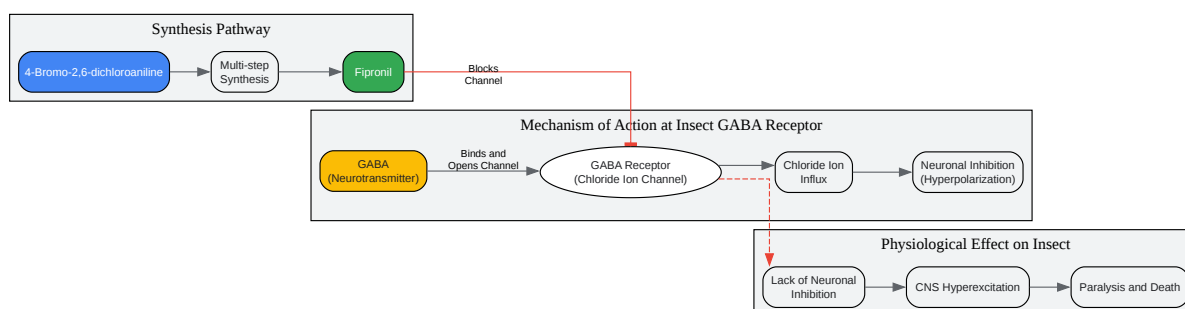 Synthesis Pathway
4-Bromo-2,6-dichloroaniline
Multi-step
Synthesis
Fipronil
Blocks
Channel
Mechanism of Action at Insect GABA Receptor
GABA
(Neurotransmitter)
Binds and
Opens Channel
GABA Receptor
(Chloride Ion Channel)
Chloride Ion
Influx
Neuronal Inhibition
(Hyperpolarization)
Physiological Effect on Insect
Lack of Neuronal
Inhibition
CNS Hyperexcitation
Paralysis and Death